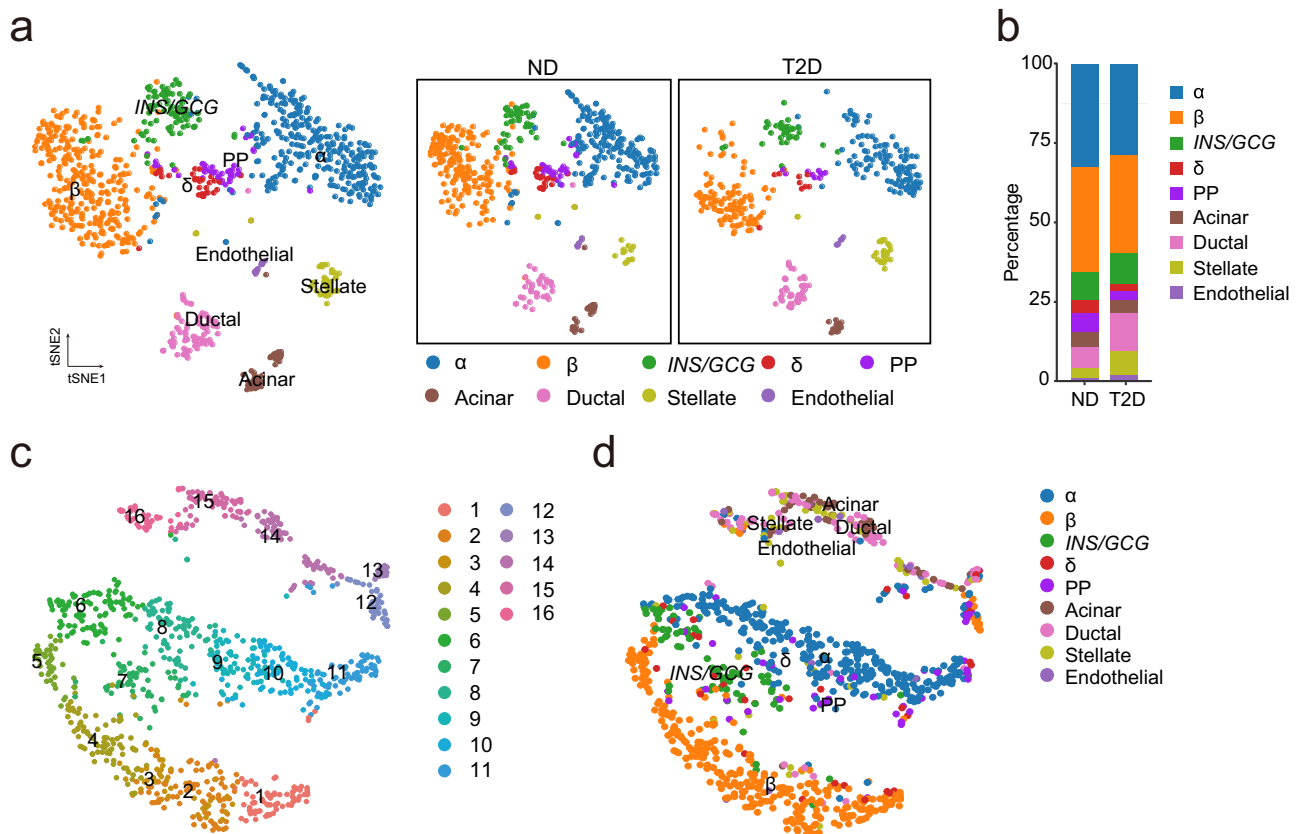 a
INS/GCG
β
δ
PP
α
Endothelial
Stellate
Ductal
Acinar
tSNE2
tSNE1
ND
T2D
α
β
INS/GCG
δ
PP
Acinar
Ductal
Stellate
Endothelial
b
Percentage
100
75
50
25
0
ND
T2D
α
β
INS/GCG
δ
PP
Acinar
Ductal
Stellate
Endothelial
c
16
15
14
13
12
6
8
5
7
9
10
11
4
3
2
1
1
2
3
4
5
6
7
8
9
10
11
12
13
14
15
16
d
Acinar
Stellate
Ductal
Endothelial
INS/GCG
δ
α
PP
β
α
β
INS/GCG
δ
PP
Acinar
Ductal
Stellate
Endothelial